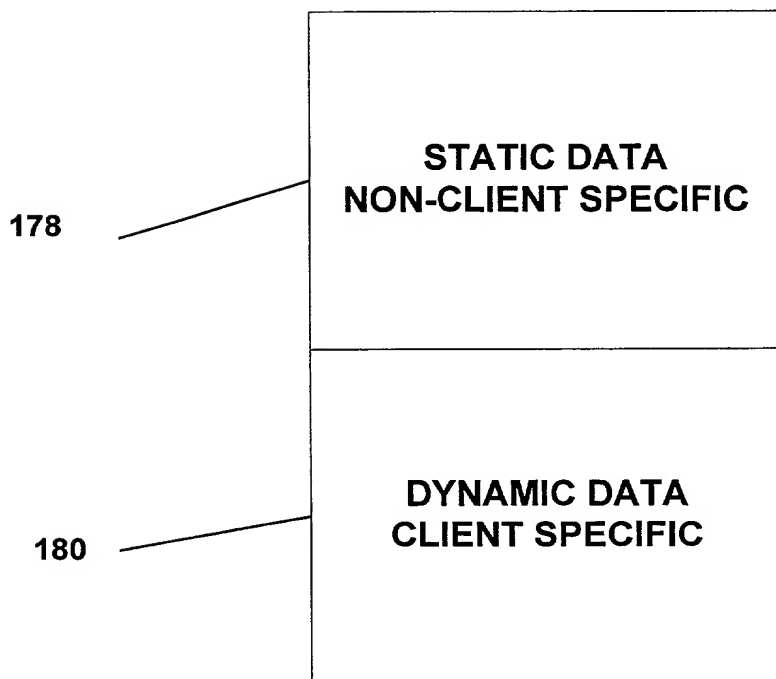 STATIC DATA
NON-CLIENT SPECIFIC
178
DYNAMIC DATA
CLIENT SPECIFIC
180